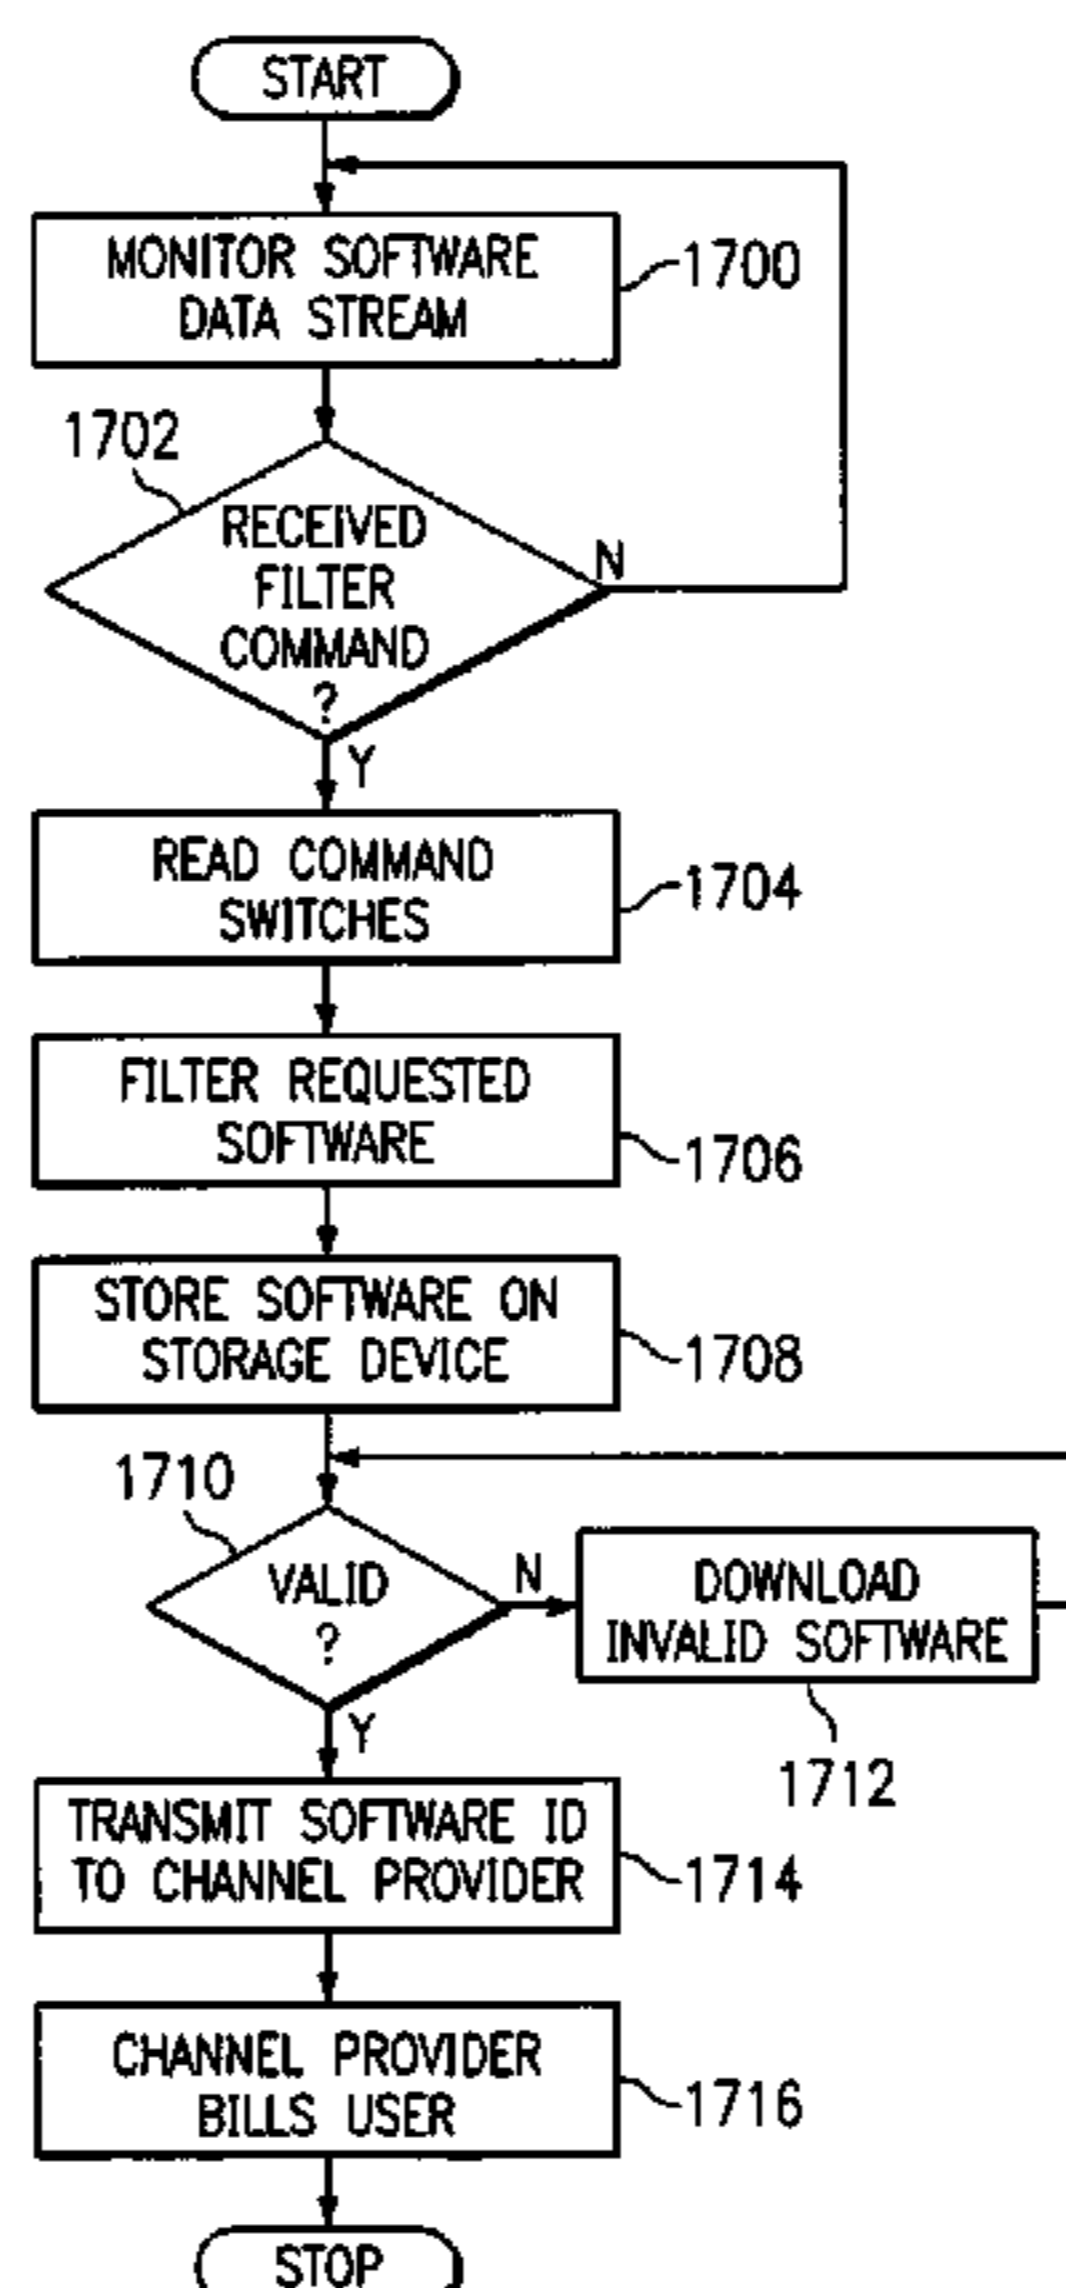 START
MONITOR SOFTWARE
DATA STREAM
1700
1702
RECEIVED
FILTER
COMMAND
?
N
Y
READ COMMAND
SWITCHES
1704
FILTER REQUESTED
SOFTWARE
1706
STORE SOFTWARE ON
STORAGE DEVICE
1708
1710
VALID
?
N
DOWNLOAD
INVALID SOFTWARE
1712
Y
TRANSMIT SOFTWARE ID
TO CHANNEL PROVIDER
1714
CHANNEL PROVIDER
BILLS USER
1716
STOP